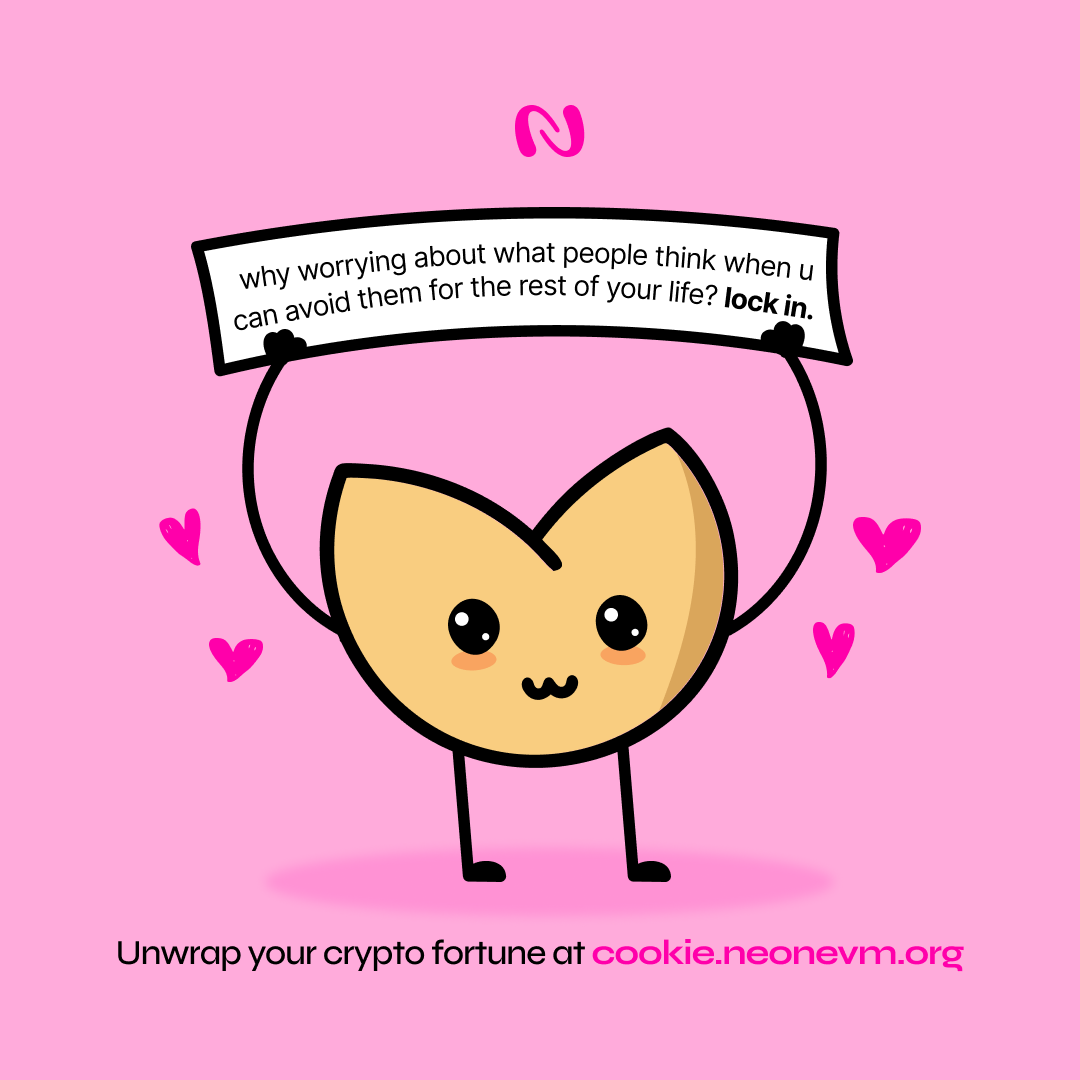 why worrying about what people think when u
can avoid them for the rest of your life? lock in.
Unwrap your crypto fortune at cookie.neonevm.org